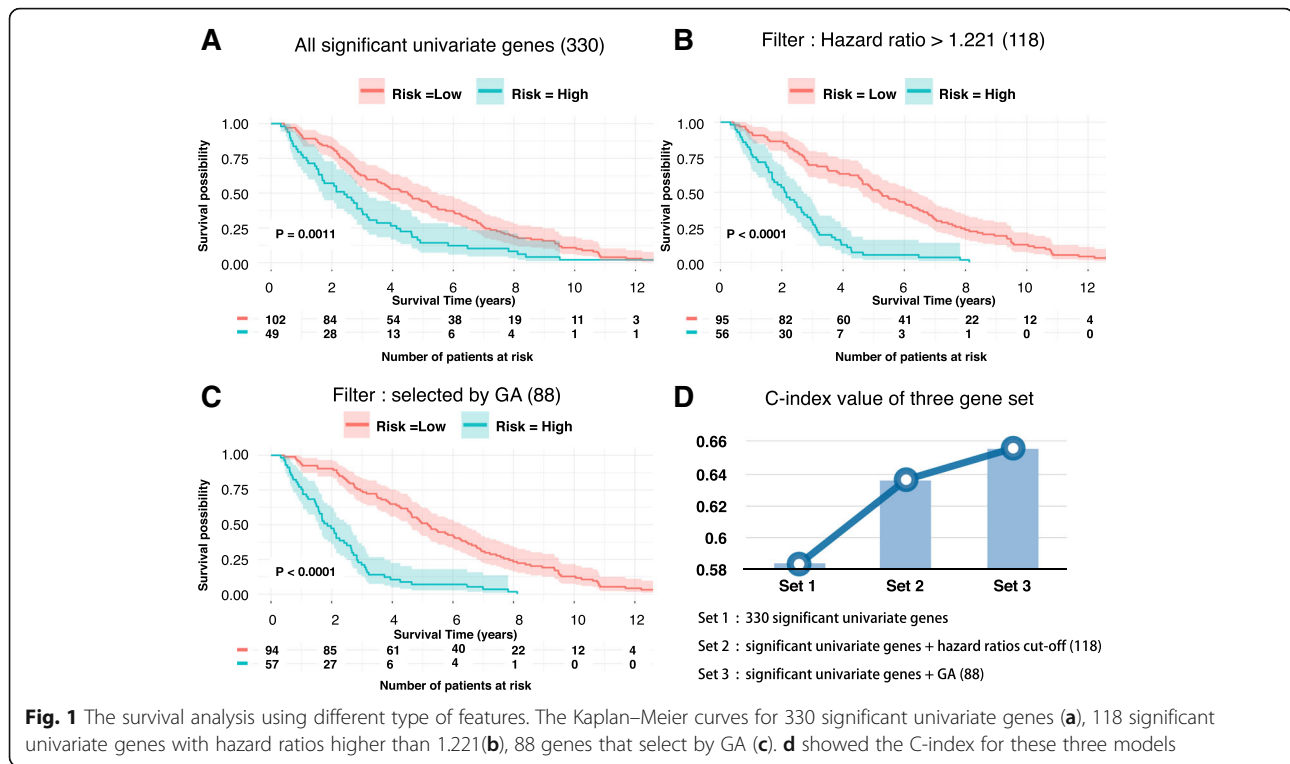 A
All significant univariate genes (330)
Risk =Low
Risk = High
Survival possibility
1.00
0.75
0.50
0.25
0.00
P = 0.0011
0 2 4 6 8 10 12
Survival Time (years)
102 84 54 38 19 11 3
49 28 13 6 4 1 1
Number of patients at risk
B
Filter : Hazard ratio > 1.221 (118)
Risk = Low
Risk = High
Survival possibility
1.00
0.75
0.50
0.25
0.00
P < 0.0001
0 2 4 6 8 10 12
Survival Time (years)
95 82 60 41 22 12 4
56 30 7 3 1 0 0
Number of patients at risk
C
Filter : selected by GA (88)
Risk =Low
Risk = High
Survival possibility
1.00
0.75
0.50
0.25
0.00
P < 0.0001
0 2 4 6 8 10 12
Survival Time (years)
94 85 61 40 22 12 4
57 27 6 4 1 0 0
Number of patients at risk
D
C-index value of three gene set
0.66
0.64
0.62
0.6
0.58
Set 1 Set 2 Set 3
Set 1 : 330 significant univariate genes
Set 2 : significant univariate genes + hazard ratios cut-off (118)
Set 3 : significant univariate genes + GA (88)
Fig. 1 The survival analysis using different type of features. The Kaplan–Meier curves for 330 significant univariate genes (a), 118 significant
univariate genes with hazard ratios higher than 1.221(b), 88 genes that select by GA (c). d showed the C-index for these three models